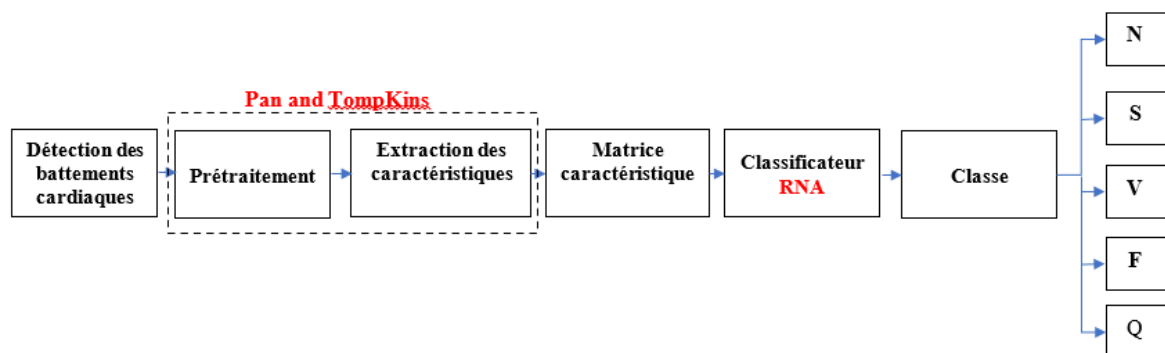 Pan and TompKins
Détection des
battements
cardiaques
Prétraitement
Extraction des
caractéristiques
Matrice
caractéristique
Classificateur
RNA
Classe
N
S
V
F
Q